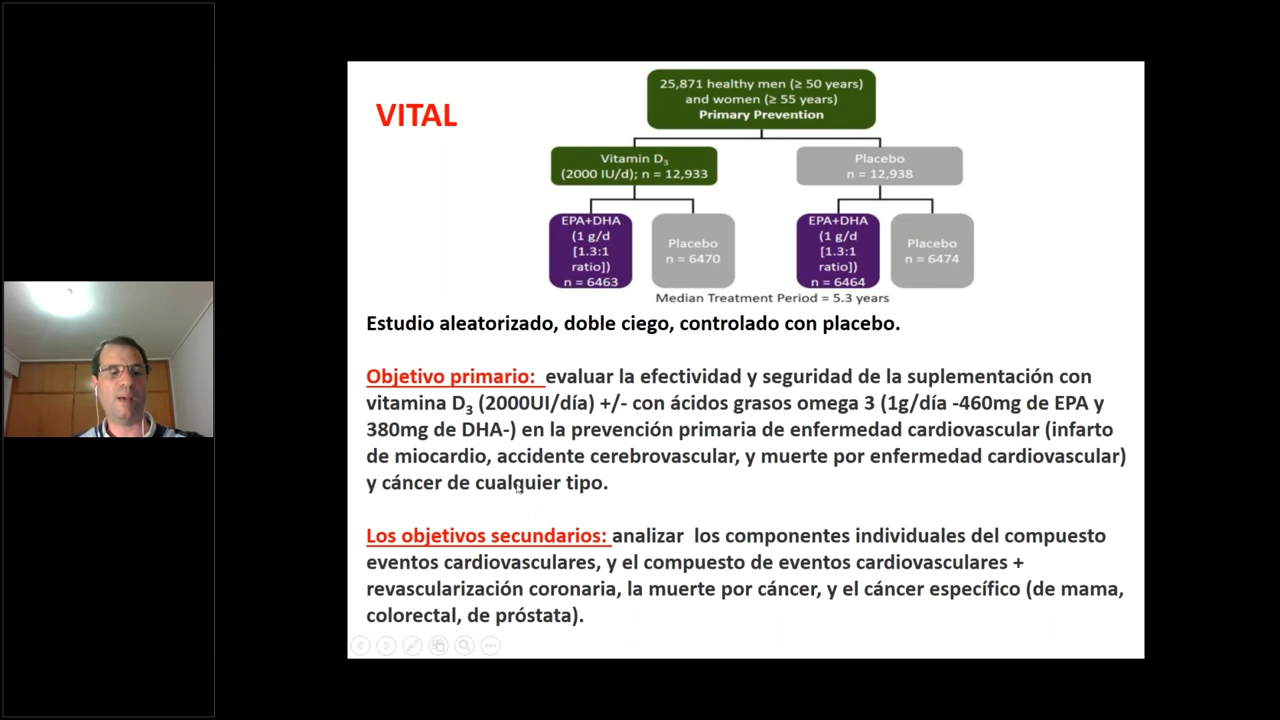 VITAL
25,871 healthy men (≥ 50 years)
and women (≥ 55 years)
Primary Prevention
Vitamin D₃
(2000 IU/d); n = 12,933
Placebo
n = 12,938
EPA+DHA
(1 g/d
[1.3:1
ratio])
n = 6463
Placebo
n = 6470
EPA+DHA
(1 g/d
[1.3:1
ratio])
n = 6464
Placebo
n = 6474
Median Treatment Period = 5.3 years
Estudio aleatorizado, doble ciego, controlado con placebo.
Objetivo primario: evaluar la efectividad y seguridad de la suplementación con
vitamina D₃ (2000UI/día) +/- con ácidos grasos omega 3 (1g/día -460mg de EPA y
380mg de DHA-) en la prevención primaria de enfermedad cardiovascular (infarto
de miocardio, accidente cerebrovascular, y muerte por enfermedad cardiovascular)
y cáncer de cualquier tipo.
Los objetivos secundarios: analizar los componentes individuales del compuesto
eventos cardiovasculares, y el compuesto de eventos cardiovasculares +
revascularización coronaria, la muerte por cáncer, y el cáncer específico (de mama,
colorectal, de próstata).